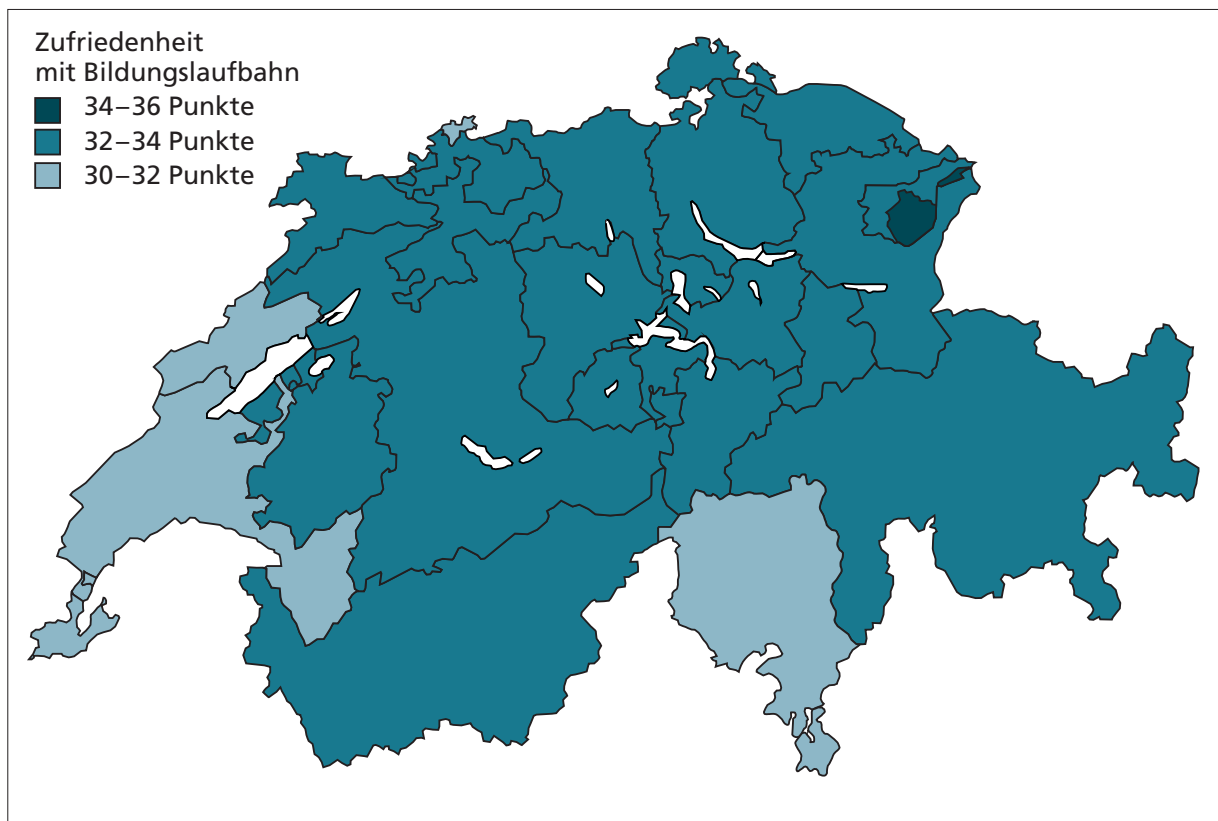 Zufriedenheit
mit Bildungslaufbahn
34–36 Punkte
32–34 Punkte
30–32 Punkte